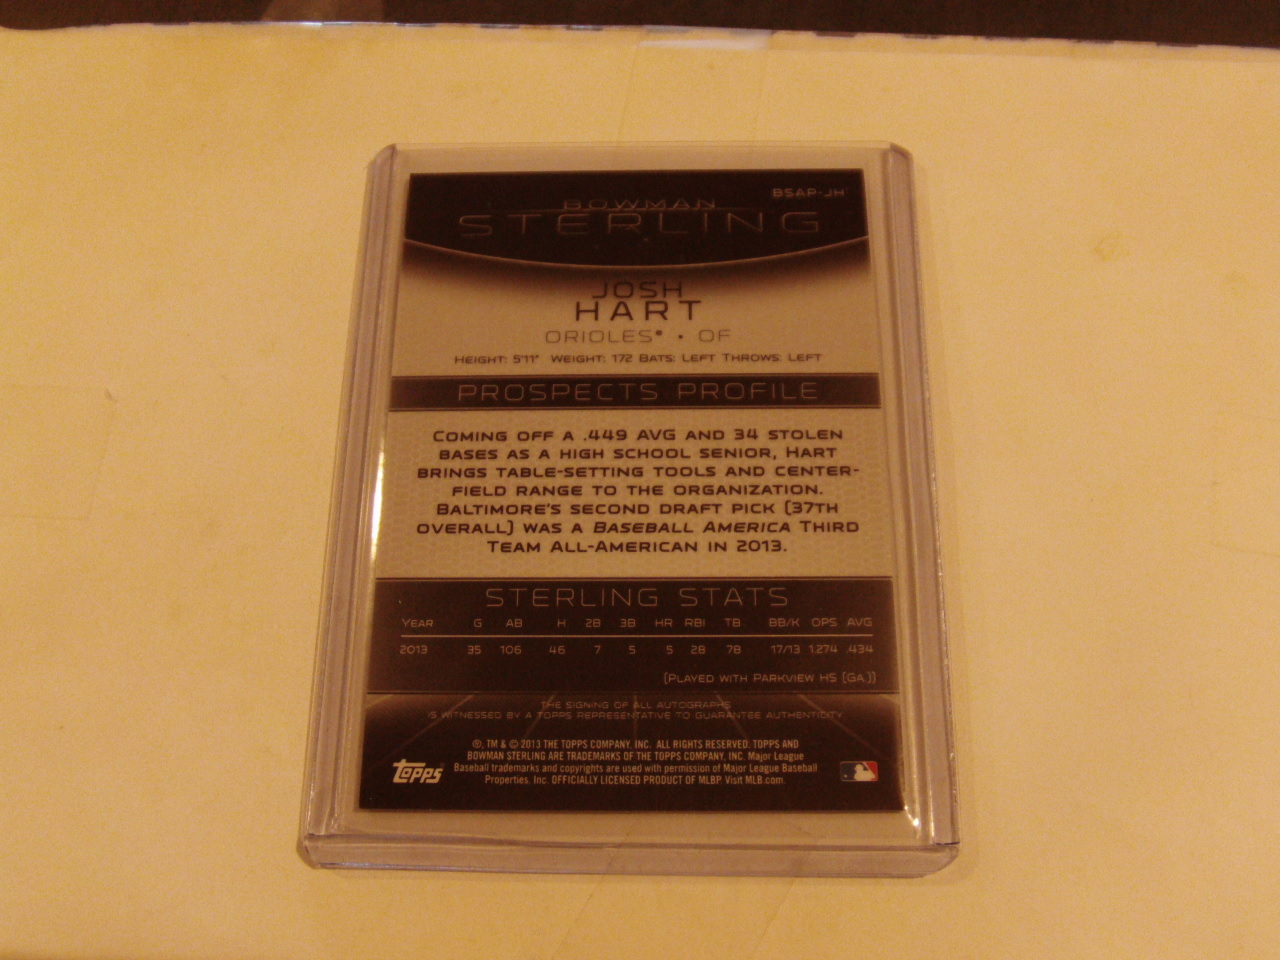 BSAP-JH
BOWMAN
STERLING
JOSH
HART
ORIOLES® • OF
HEIGHT: 5'11" WEIGHT: 172 BATS: LEFT THROWS: LEFT
PROSPECTS PROFILE
COMING OFF A .449 AVG AND 34 STOLEN
BASES AS A HIGH SCHOOL SENIOR, HART
BRINGS TABLE-SETTING TOOLS AND CENTER-
FIELD RANGE TO THE ORGANIZATION.
BALTIMORE'S SECOND DRAFT PICK (37TH
OVERALL) WAS A BASEBALL AMERICA THIRD
TEAM ALL-AMERICAN IN 2013.
STERLING STATS
YEAR G AB H 2B 3B HR RBI TB BB/K OPS AVG
2013 35 106 46 7 5 5 28 78 17/13 1.274 .434
(PLAYED WITH PARKVIEW HS (GA.))
THE SIGNING OF ALL AUTOGRAPHS
IS WITNESSED BY A TOPPS REPRESENTATIVE TO GUARANTEE AUTHENTICITY
®, TM & © 2013 THE TOPPS COMPANY, INC. ALL RIGHTS RESERVED. TOPPS AND
BOWMAN STERLING ARE TRADEMARKS OF THE TOPPS COMPANY, INC. Major League
Baseball trademarks and copyrights are used with permission of Major League Baseball
Properties, Inc. OFFICIALLY LICENSED PRODUCT OF MLBP Visit MLB.com.
topps